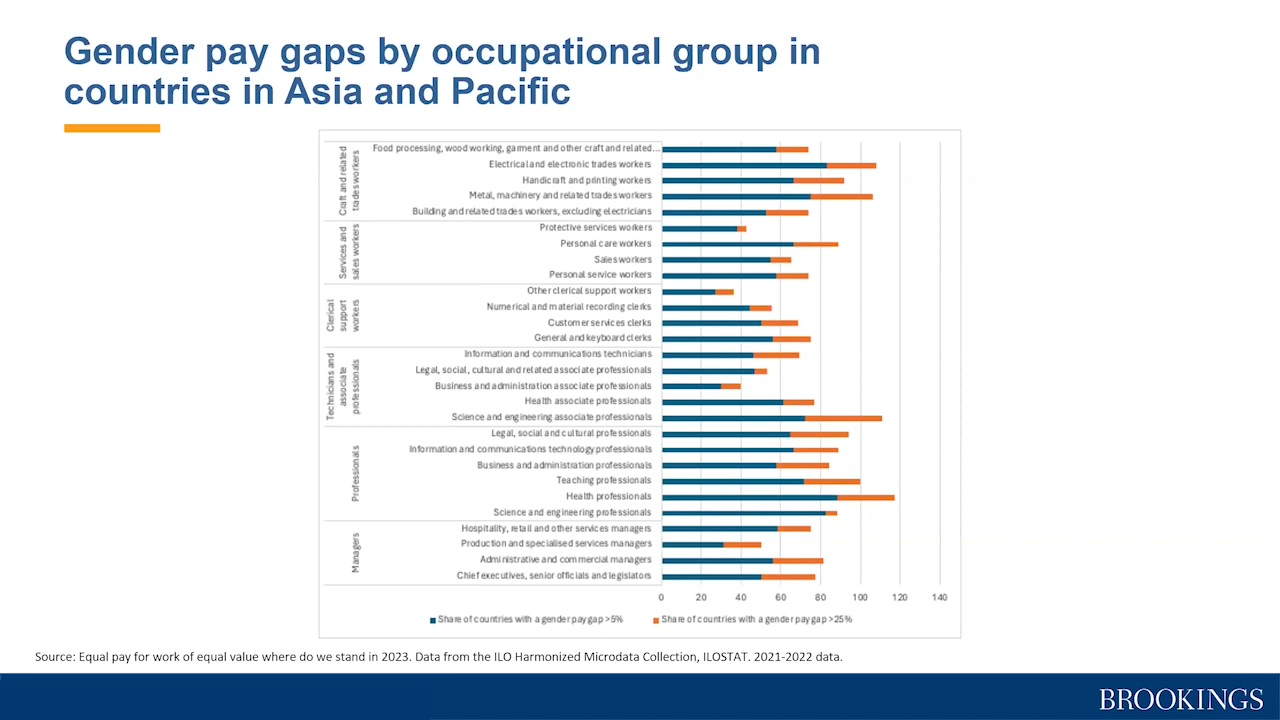 Gender pay gaps by occupational group in
countries in Asia and Pacific
Craft and related
trades workers
Food processing, wood working, garment and other craft and related...
Electrical and electronic trades workers
Handicraft and printing workers
Metal, machinery and related trades workers
Building and related trades workers, excluding electricians
Services and
sales workers
Protective services workers
Personal care workers
Sales workers
Personal service workers
Clerical
support
workers
Other clerical support workers
Numerical and material recording clerks
Customer services clerks
General and keyboard clerks
Technicians and
associate
professionals
Information and communications technicians
Legal, social, cultural and related associate professionals
Business and administration associate professionals
Health associate professionals
Science and engineering associate professionals
Professionals
Legal, social and cultural professionals
Information and communications technology professionals
Business and administration professionals
Teaching professionals
Health professionals
Science and engineering professionals
Managers
Hospitality, retail and other services managers
Production and specialised services managers
Administrative and commercial managers
Chief executives, senior officials and legislators
0 20 40 60 80 100 120 140
Share of countries with a gender pay gap >5% Share of countries with a gender pay gap >25%
Source: Equal pay for work of equal value where do we stand in 2023. Data from the ILO Harmonized Microdata Collection, ILOSTAT. 2021-2022 data.
BROOKINGS